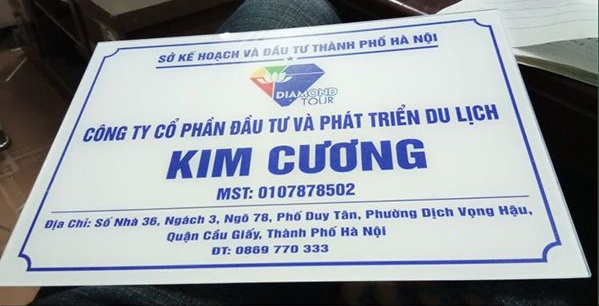 SỞ KẾ HOẠCH VÀ ĐẦU TƯ THÀNH PHỐ HÀ NỘI
DIAMOND
TOUR
CÔNG TY CỔ PHẦN ĐẦU TƯ VÀ PHÁT TRIỂN DU LỊCH
KIM CƯƠNG
MST: 0107878502
Địa Chỉ: Số Nhà 36, Ngách 3, Ngõ 78, Phố Duy Tân, Phường Dịch Vọng Hậu,
Quận Cầu Giấy, Thành Phố Hà Nội
ĐT: 0869 770 333